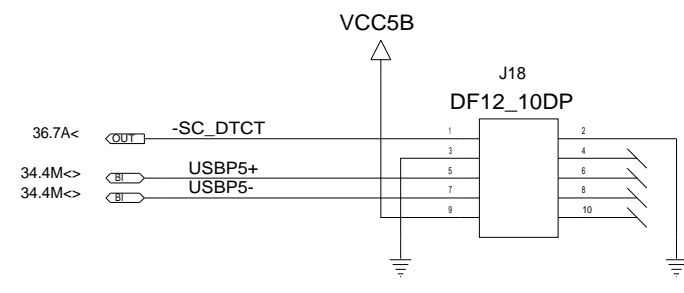 VCC5B
J18
DF12_10DP
36.7A< OUT -SC_DTCT 1 2
3 4
34.4M<> BI USBP5+ 5 6
34.4M<> BI USBP5- 7 8
9 10